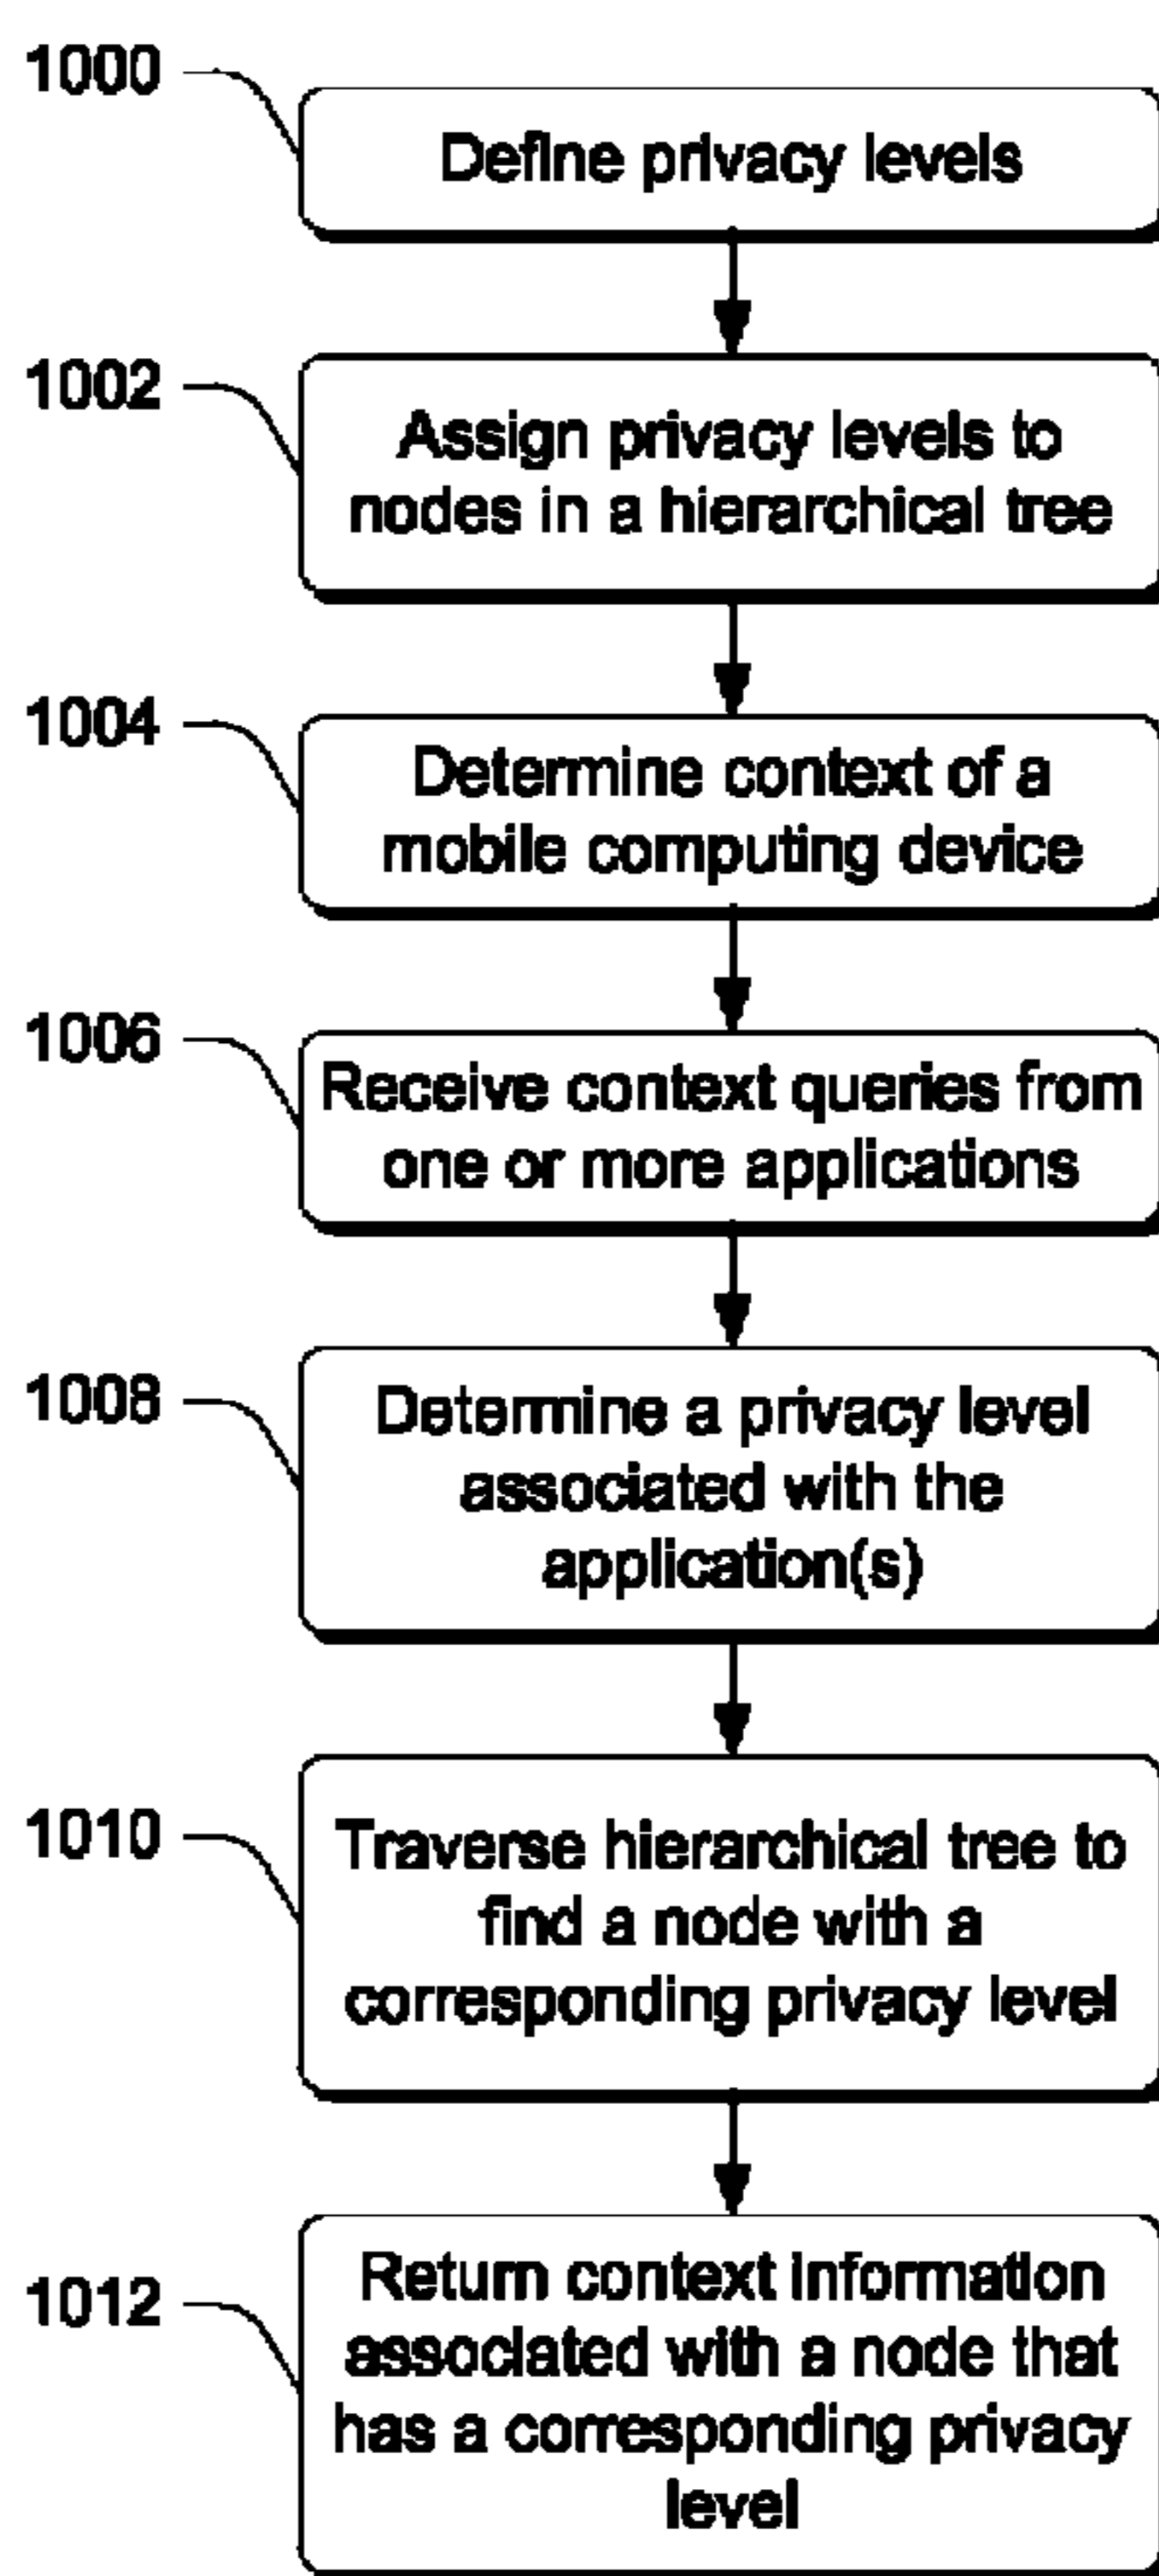 1000
Define privacy levels
1002
Assign privacy levels to
nodes in a hierarchical tree
1004
Determine context of a
mobile computing device
1006
Receive context queries from
one or more applications
1008
Determine a privacy level
associated with the
application(s)
1010
Traverse hierarchical tree to
find a node with a
corresponding privacy level
1012
Return context information
associated with a node that
has a corresponding privacy
level